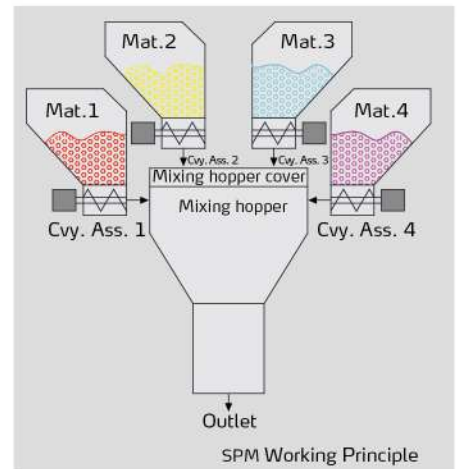 Mat.2
Mat.3
Mat.1
Mat.4
Cvy. Ass. 2
Cvy. Ass. 3
Mixing hopper cover
Mixing hopper
Cvy. Ass. 1
Cvy. Ass. 4
Outlet
SPM Working Principle